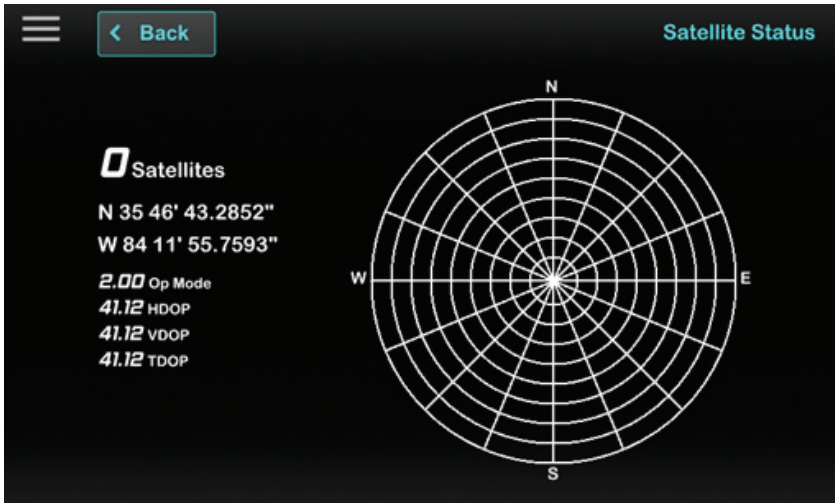 Back
Satellite Status
0 Satellites
N 35 46' 43.2852"
W 84 11' 55.7593"
2.00 Op Mode
41.12 HDOP
41.12 VDOP
41.12 TDOP
N
W
E
S